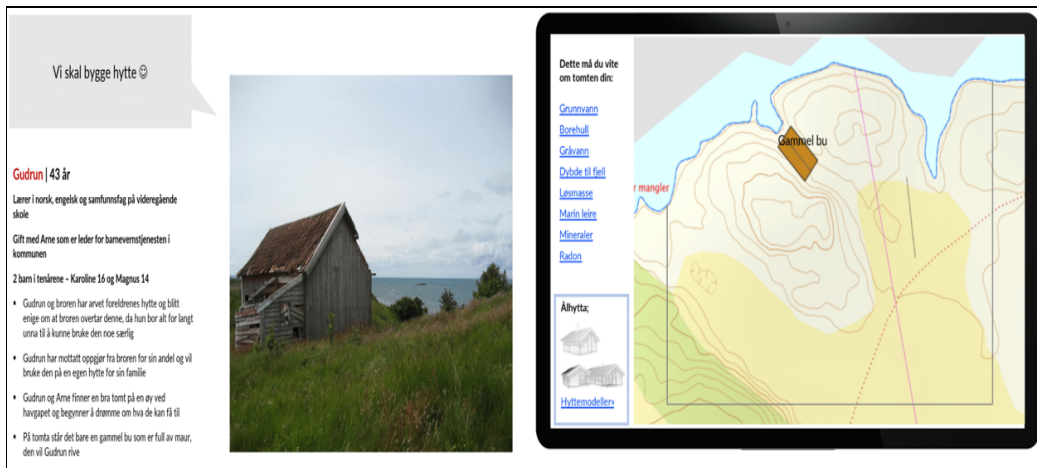 Vi skal bygge hytte ☺
Gudrun | 43 år
Lærer i norsk, engelsk og samfunnsfag på videregående
skole
Gift med Arne som er leder for barnevernstjenesten i
kommunen
2 barn i tenårene – Karoline 16 og Magnus 14
▪ Gudrun og broren har arvet foreldrenes hytte og blitt
enige om at broren overtar denne, da hun bor alt for langt
unna til å kunne bruke den noe særlig
▪ Gudrun har mottatt oppgjør fra broren for sin andel og vil
bruke den på en egen hytte for sin familie
▪ Gudrun og Arne finner en bra tomt på en øy ved
havgapet og begynner å drømme om hva de kan få til
▪ På tomta står det bare en gammel bu som er full av maur,
den vil Gudrun rive
Dette må du vite
om tomten din:
Grunnvann
Borehull
Gråvann
Dybde til fjell
Løsmasse
Marin leire
Mineraler
Radon
Ålhytta;
Hyttemodeller»
Gammel bu
r mangler